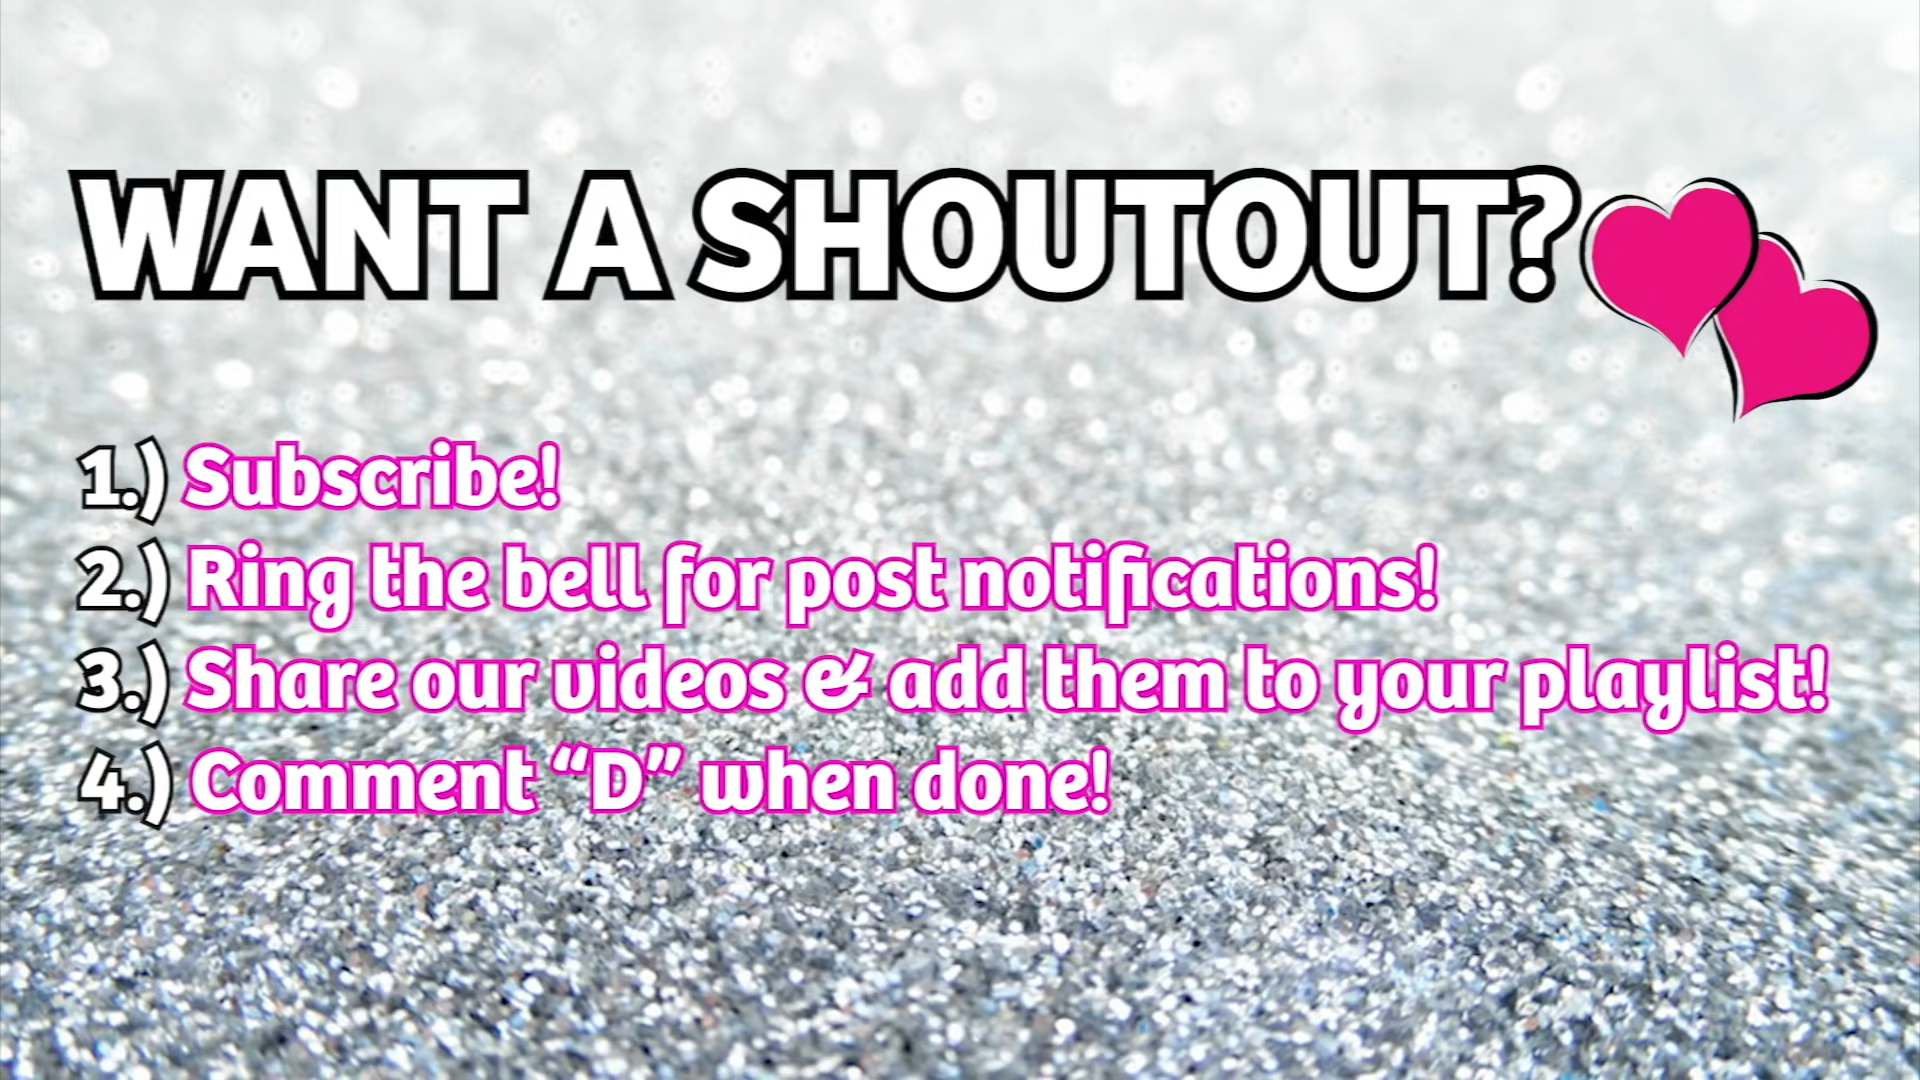 WANT A SHOUTOUT?
1.) Subscribe!
2.) Ring the bell for post notifications!
3.) Share our videos & add them to your playlist!
4.) Comment “D” when done!